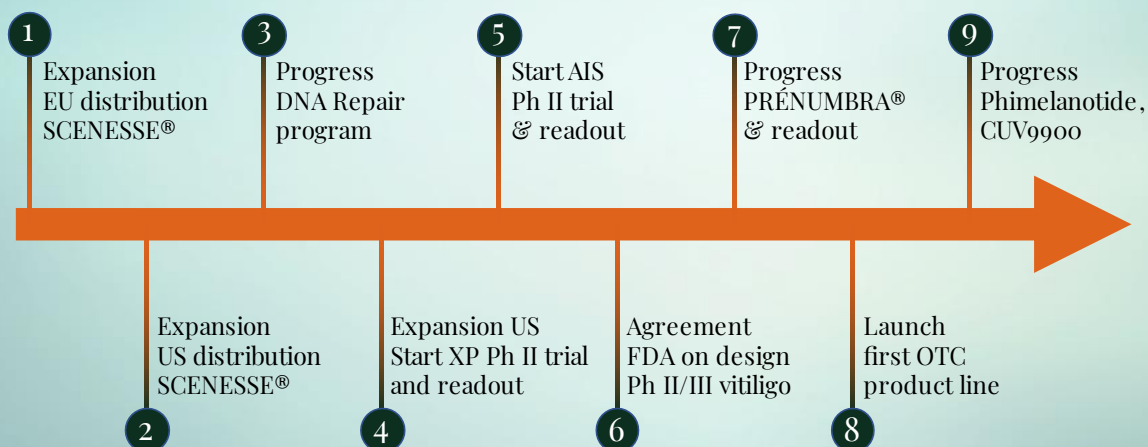 1
Expansion
EU distribution
SCENESSE®
2
Expansion
US distribution
SCENESSE®
3
Progress
DNA Repair
program
4
Expansion US
Start XP Ph II trial
and readout
5
Start AIS
Ph II trial
& readout
6
Agreement
FDA on design
Ph II/III vitiligo
7
Progress
PRÉNUMBRA®
& readout
8
Launch
first OTC
product line
9
Progress
Phimelanotide,
CUV9900